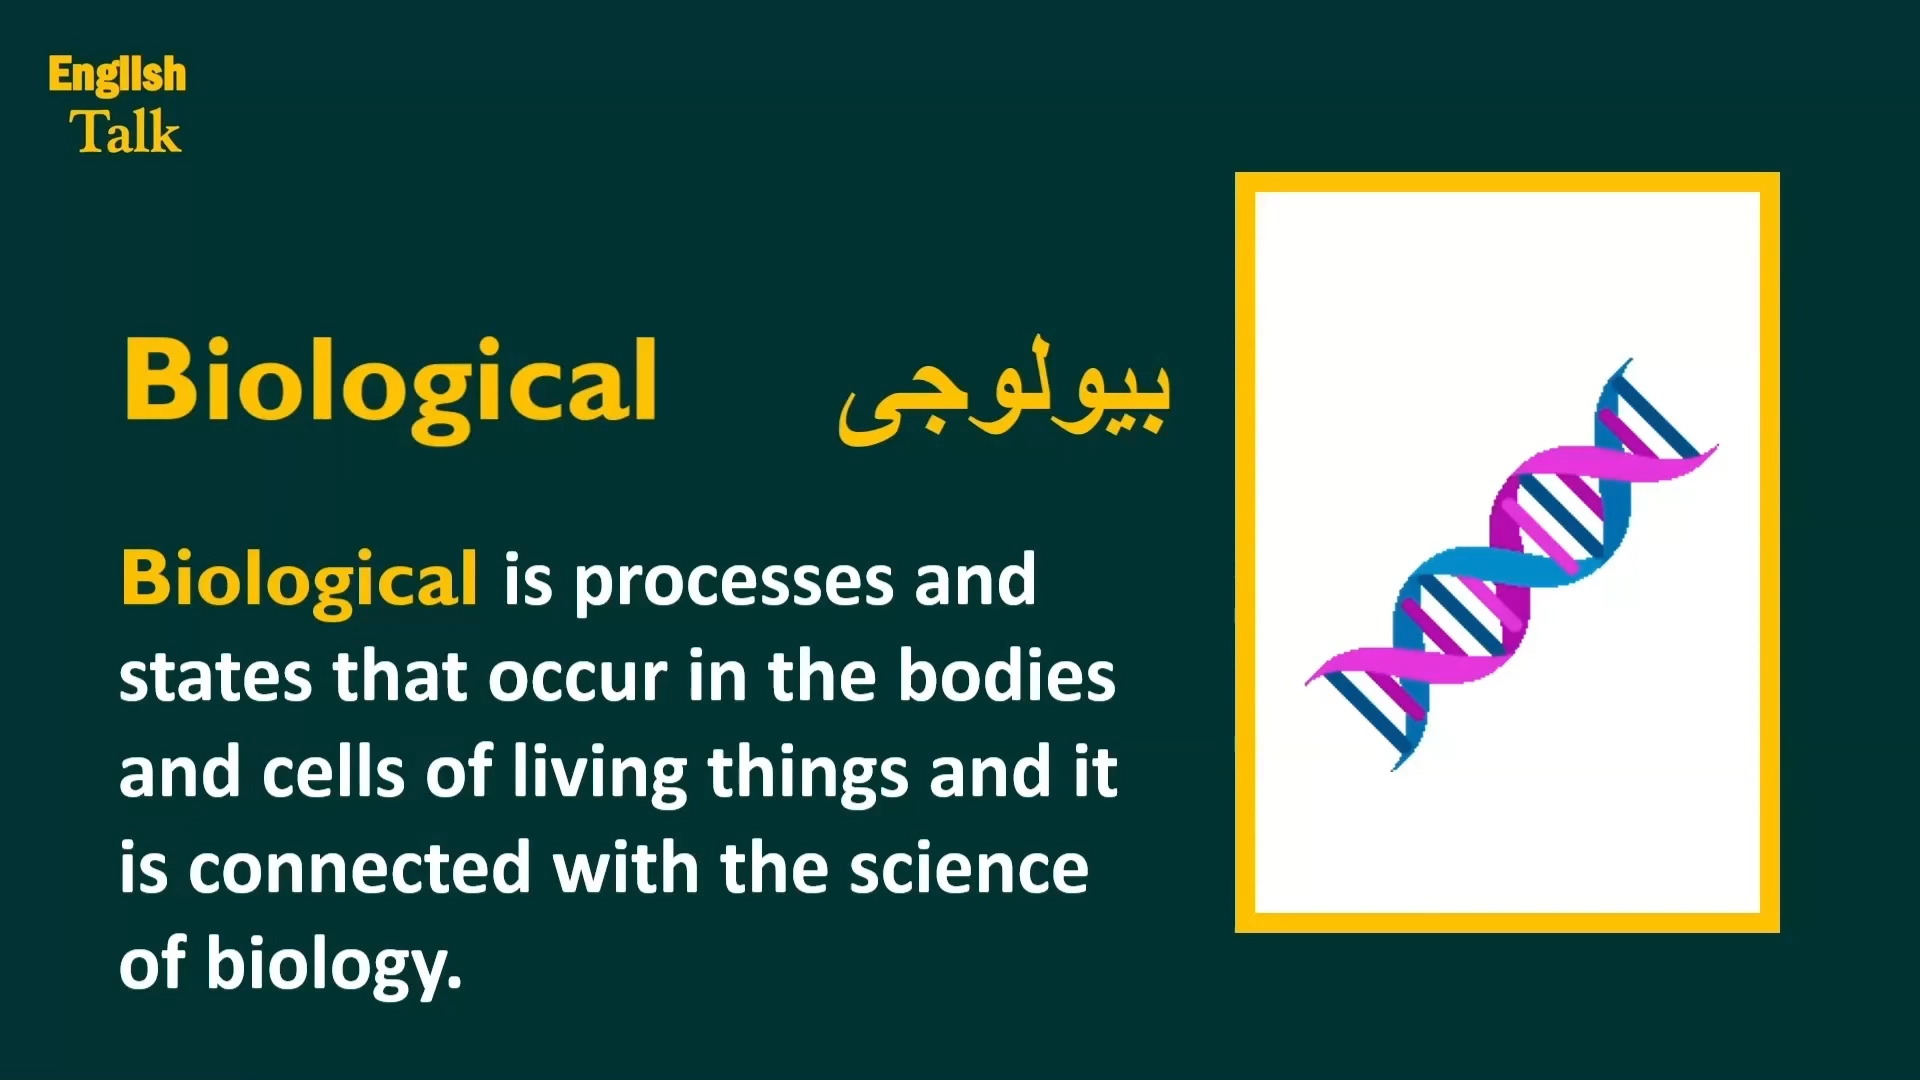 English
Talk
Biological بیولوجی
Biological is processes and
states that occur in the bodies
and cells of living things and it
is connected with the science
of biology.